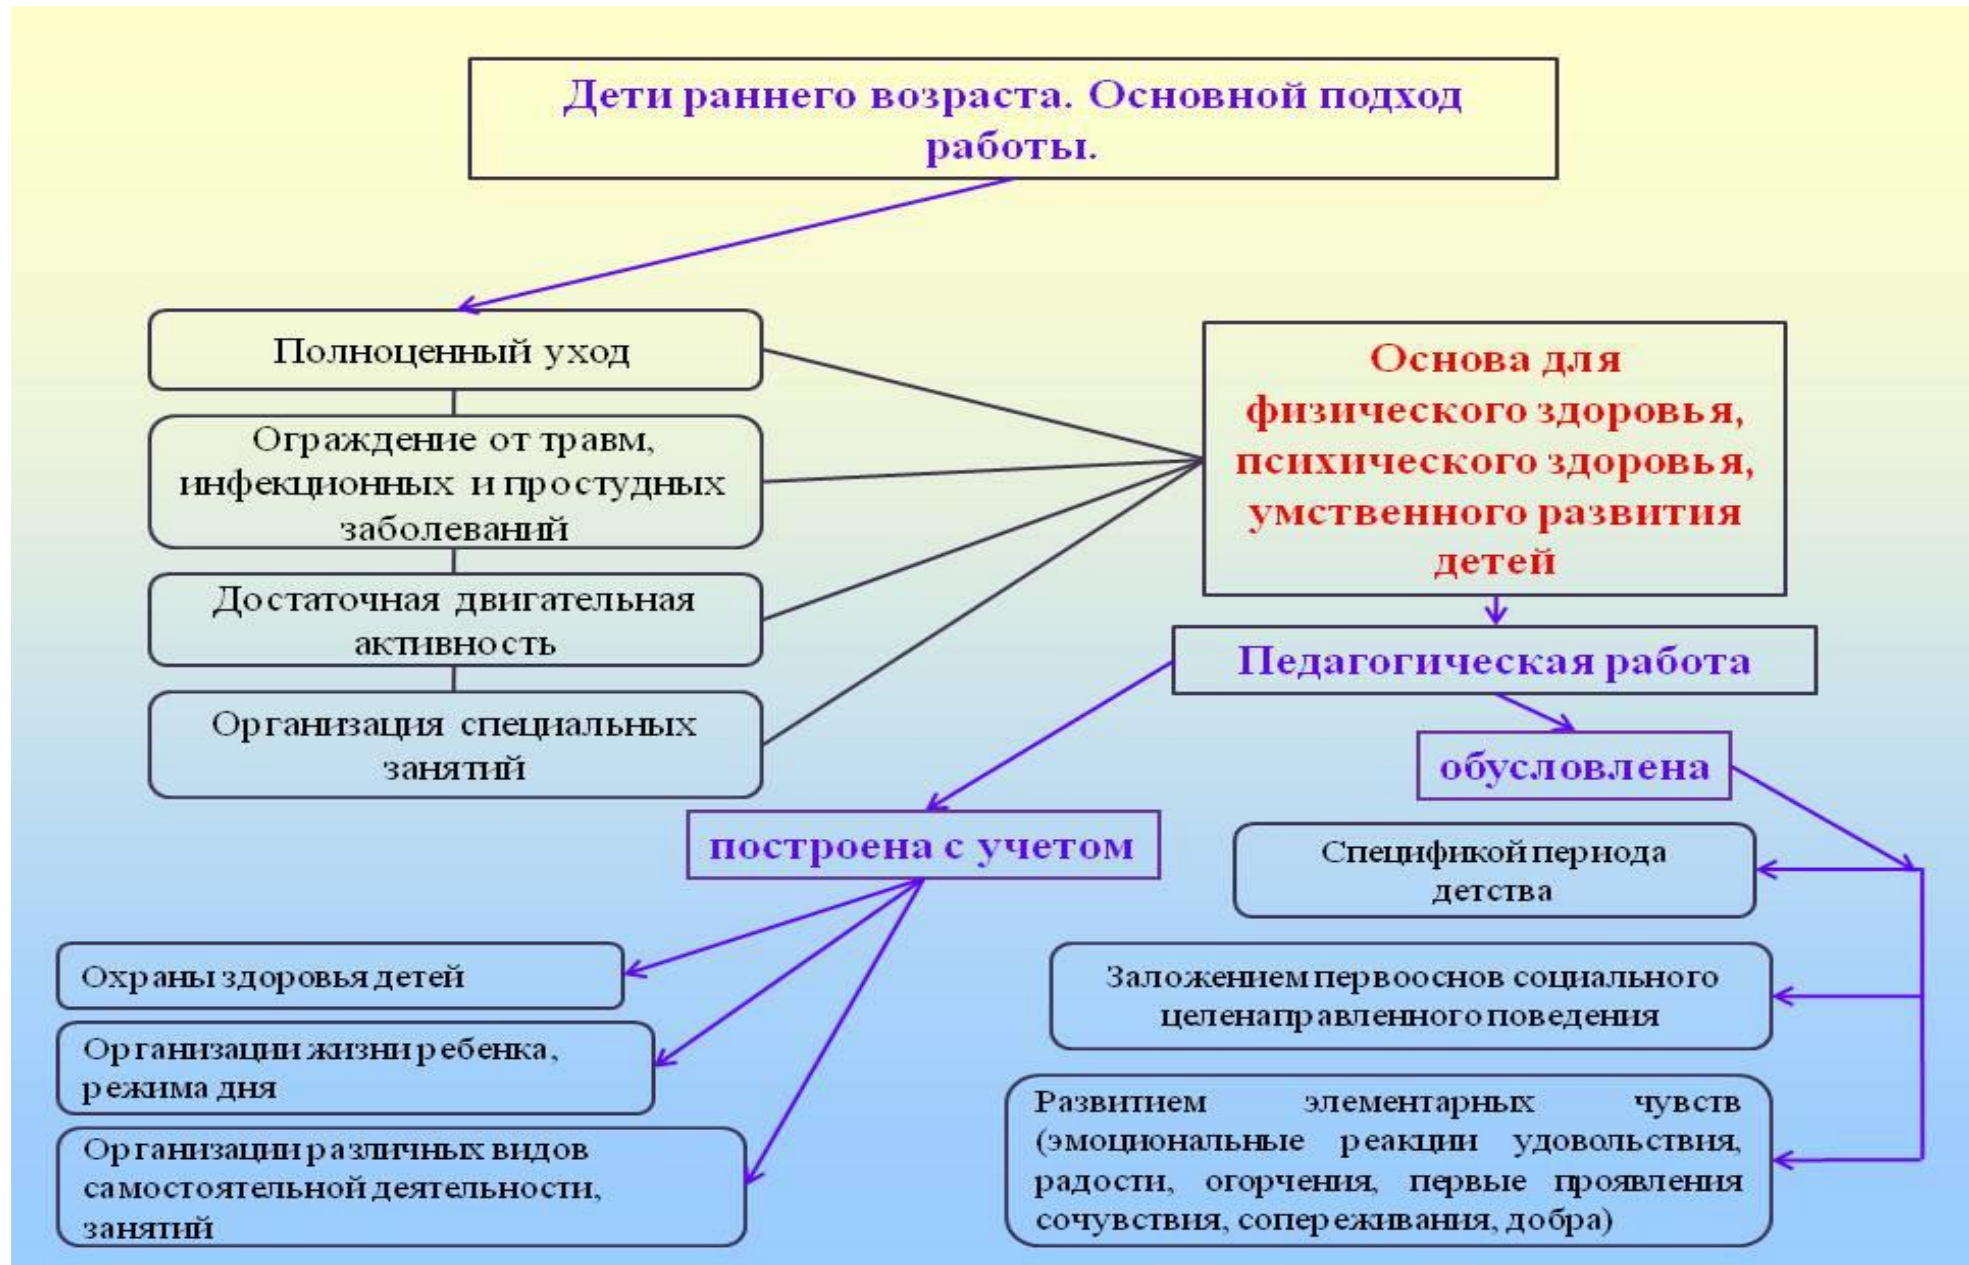 Дети раннего возраста. Основной подход
работы.
Полноценный уход
Ограждение от травм,
инфекционных и простудных
заболеваний
Достаточная двигательная
активность
Организация специальных
занятий
Основа для
физического здоровья,
психического здоровья,
умственного развития
детей
Педагогическая работа
обусловлена
построена с учетом
Спецификой периода
детства
Заложением первооснов социального
целенаправленного поведения
Развитием элементарных чувств
(эмоциональные реакции удовольствия,
радости, огорчения, первые проявления
сочувствия, сопереживания, добра)
Охраны здоровья детей
Организации жизни ребенка,
режима дня
Организации различных видов
самостоятельной деятельности,
занятий